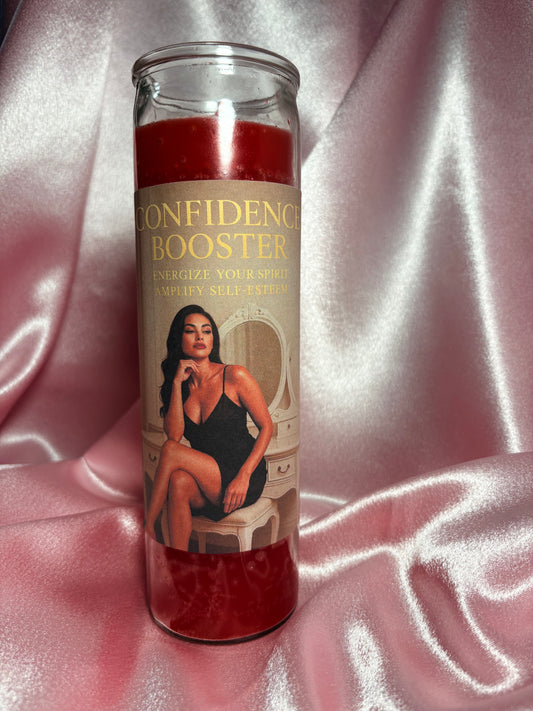 CONFIDENCE
BOOSTER
ENERGIZE YOUR SPIRIT
AMPLIFY SELF-ESTEEM